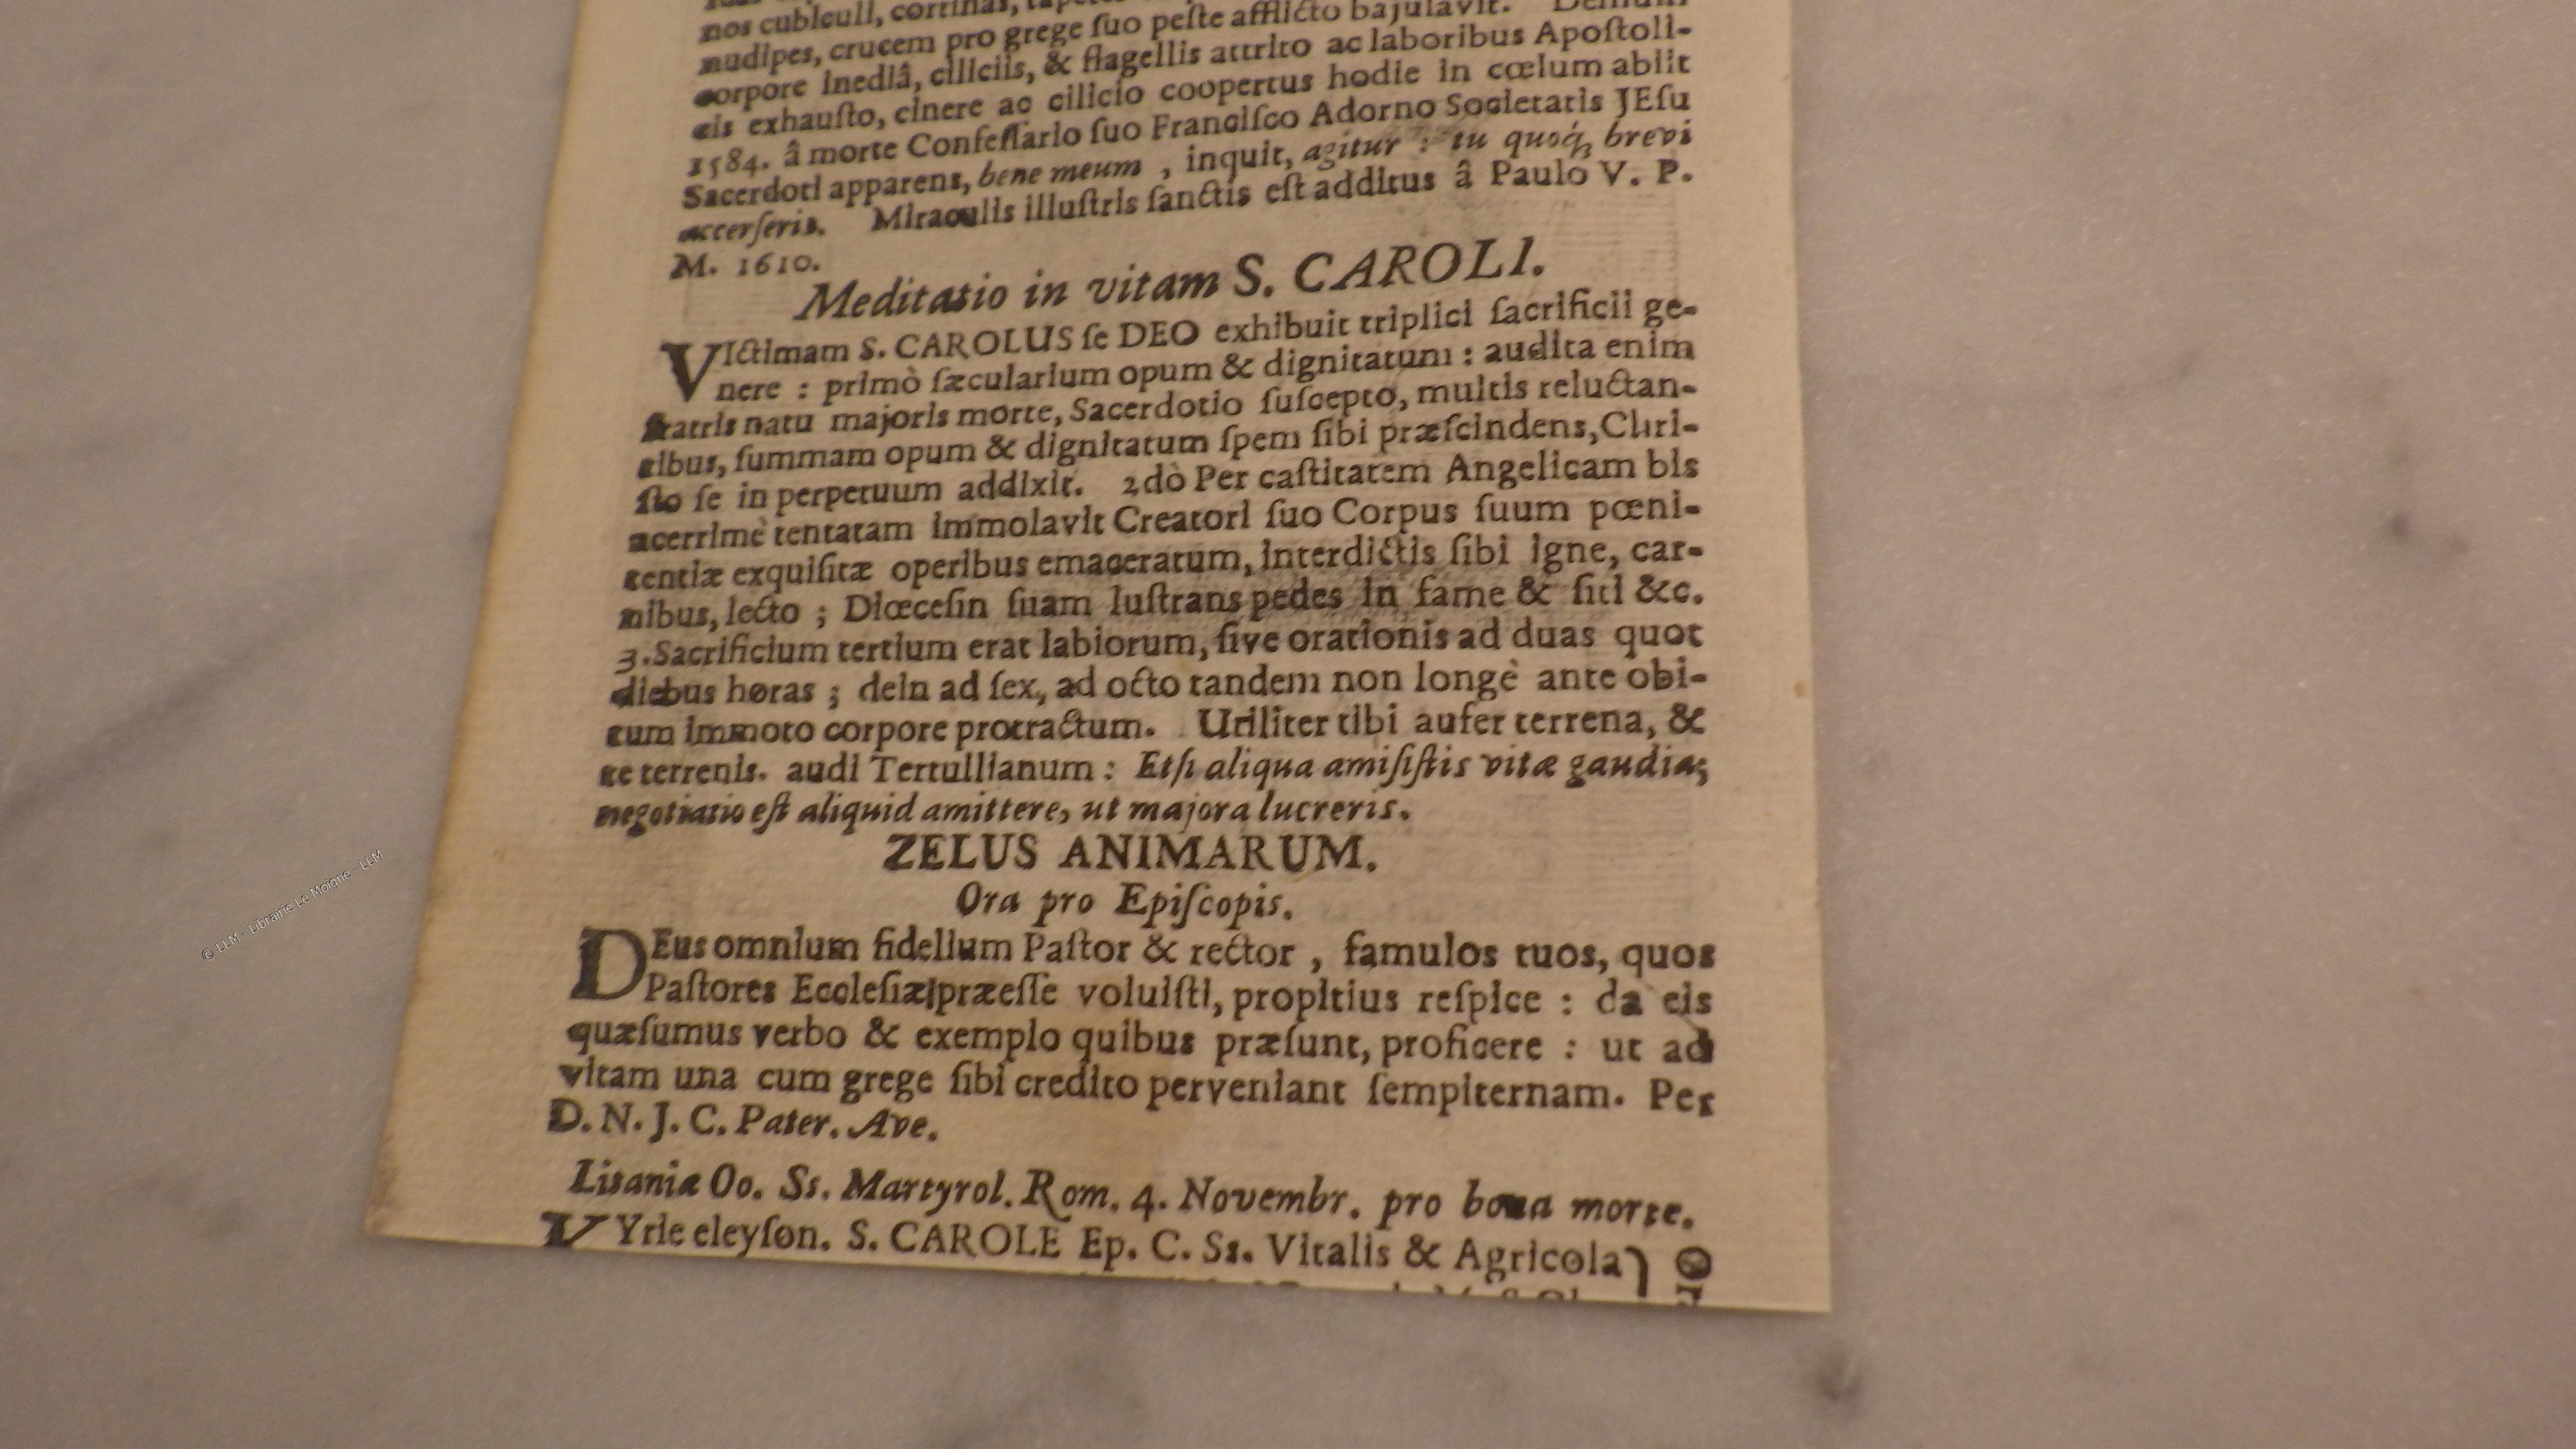 nos cubiculi, cortinas,
nudipes, crucem pro grege ſuo peſte afflicto bajulavit. Demum
corpore inediâ, ciliciis, & flagellis attrito ac laboribus Apoſtoli-
cis exhauſto, cinere ac cilicio coopertus hodie in cœlum abiit
1584. â morte Confeſſario ſuo Franciſco Adorno Societatis JEſu
Sacerdoti apparens, bene meum, inquit, agitur: tu quoq́; brevi
accerſeris. Miraculis illuſtris ſanctis eſt additus â Paulo V. P.
M. 1610.
Meditatio in vitam S. CAROLI.
VIctimam S. CAROLUS ſe DEO exhibuit triplici ſacrificii ge-
nere : primò ſæcularium opum & dignitatum : audita enim
fratris natu majoris morte, Sacerdotio ſuſcepto, multis reluctan-
tibus, ſummam opum & dignitatum ſpem ſibi præſcindens, Chri-
ſto ſe in perpetuum addixit. 2dò Per caſtitatem Angelicam bis
acerrimè tentatam immolavit Creatori ſuo Corpus ſuum pœni-
tentiæ exquiſitæ operibus emaceratum, interdictis ſibi igne, car-
nibus, lecto ; Diœceſin ſuam luſtrans pedes in fame & ſiti &c.
3. Sacrificium tertium erat labiorum, ſive orationis ad duas quot
diebus horas ; dein ad ſex, ad octo tandem non longè ante obi-
tum immoto corpore protractum. Utiliter tibi aufer terrena, &
te terrenis. audi Tertullianum : Etſi aliqua amiſiſtis vitæ gaudia,
negotiatio eſt aliquid amittere, ut majora lucreris.
ZELUS ANIMARUM.
Ora pro Epiſcopis.
DEus omnium fidelium Paſtor & rector , famulos tuos, quos
Paſtores Eccleſiæ præeſſe voluiſti, propitius reſpice : da eis
quæſumus verbo & exemplo quibus præſunt, proficere : ut ad
vitam una cum grege ſibi credito perveniant ſempiternam. Per
D. N. J. C. Pater. Ave.
Litaniæ Oo. Ss. Martyrol. Rom. 4. Novembr. pro bona morte.
KYrie eleyſon. S. CAROLE Ep. C. Ss. Vitalis & Agricola
© LLM - Librairie Le Moigne - LLM